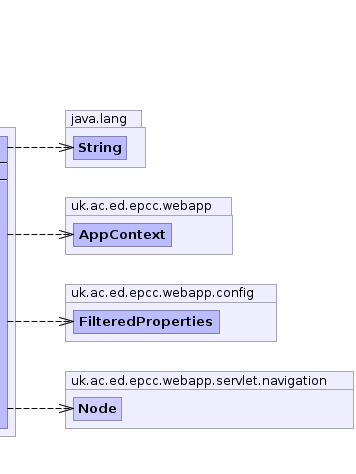 java.lang
String
uk.ac.ed.epcc.webapp
AppContext
uk.ac.ed.epcc.webapp.config
FilteredProperties
uk.ac.ed.epcc.webapp.servlet.navigation
Node